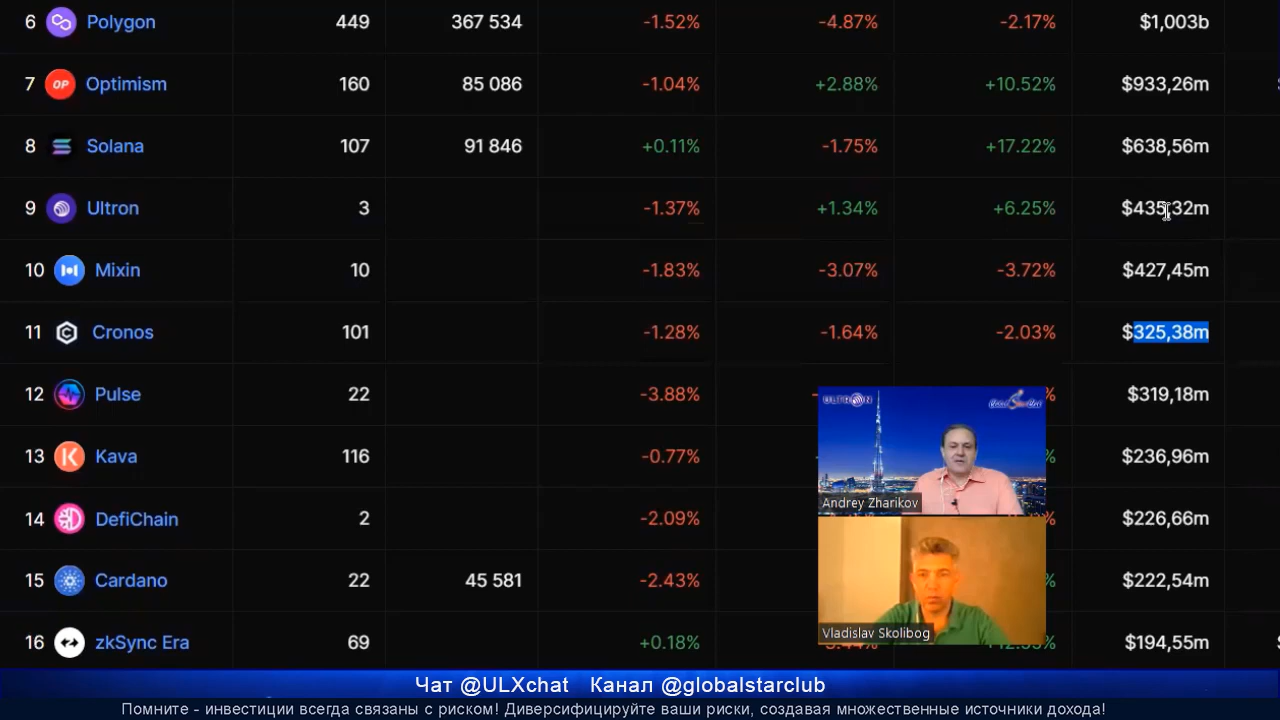 6 Polygon 449 367 534 -1.52% -4.87% -2.17% $1,003b
7 OP Optimism 160 85 086 -1.04% +2.88% +10.52% $933,26m
8 Solana 107 91 846 +0.11% -1.75% +17.22% $638,56m
9 Ultron 3 -1.37% +1.34% +6.25% $435,32m
10 Mixin 10 -1.83% -3.07% -3.72% $427,45m
11 Cronos 101 -1.28% -1.64% -2.03% $325,38m
12 Pulse 22 -3.88% % $319,18m
ULTRON
13 Kava 116 -0.77% % $236,96m
Andrey Zharikov
14 DefiChain 2 -2.09% $226,66m
15 Cardano 22 45 581 -2.43% % $222,54m
Vladislav Skolibog
16 zkSync Era 69 +0.18% $194,55m
Чат @ULXchat Канал @globalstarclub
Помните - инвестиции всегда связаны с риском! Диверсифицируйте ваши риски, создавая множественные источники дохода!